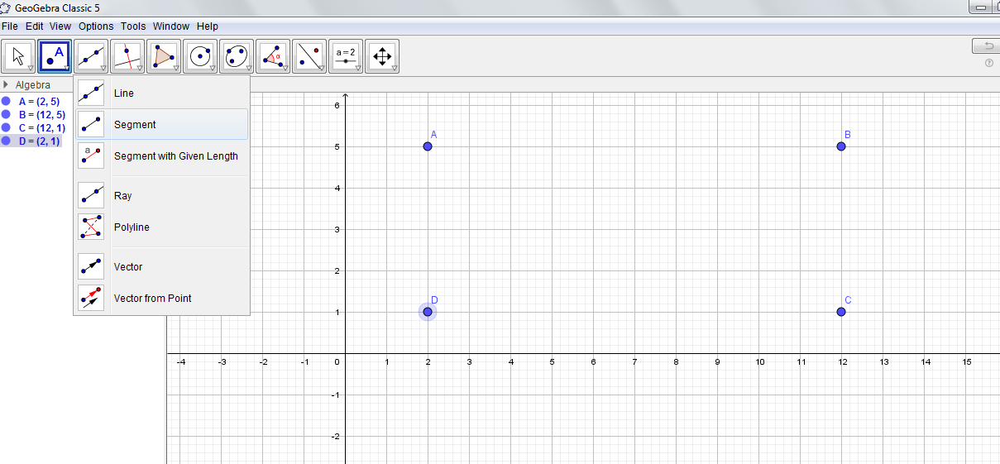 GeoGebra Classic 5
File Edit View Options Tools Window Help
A
α
a=2
Algebra
A = (2, 5)
B = (12, 5)
C = (12, 1)
D = (2, 1)
Line
Segment
a
Segment with Given Length
Ray
Polyline
Vector
Vector from Point
6
A
B
5
4
3
2
D
C
1
-4 -3 -2 -1 0 1 2 3 4 5 6 7 8 9 10 11 12 13 14 15
-1
-2